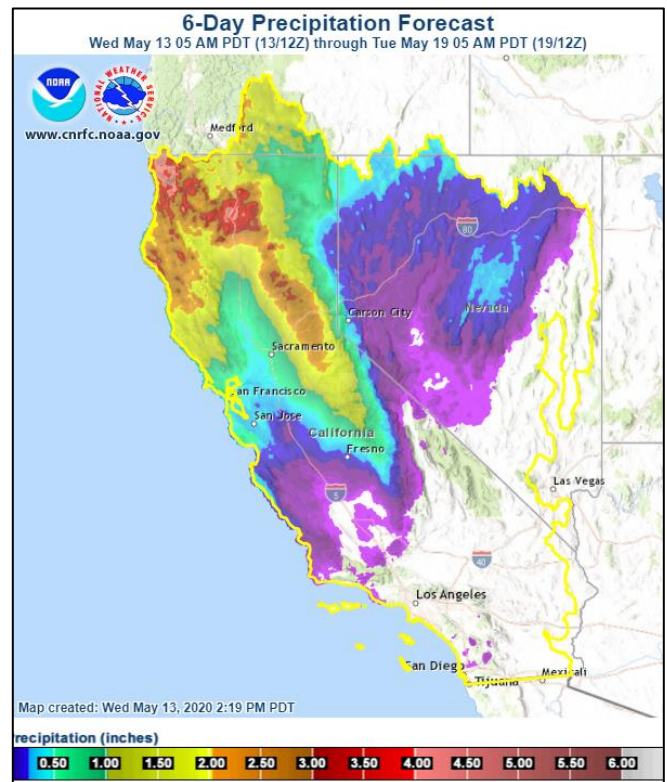 6-Day Precipitation Forecast
Wed May 13 05 AM PDT (13/12Z) through Tue May 19 05 AM PDT (19/12Z)
NOAA
NATIONAL WEATHER SERVICE
www.cnrfc.noaa.gov
Medford
80
Nevada
Carson City
Sacramento
San Francisco
San Jose
California
Fresno
5
Las Vegas
40
Los Angeles
San Diego
Tijuana
Mexicali
Map created: Wed May 13, 2020 2:19 PM PDT
recipitation (inches)
0.50 1.00 1.50 2.00 2.50 3.00 3.50 4.00 4.50 5.00 5.50 6.00